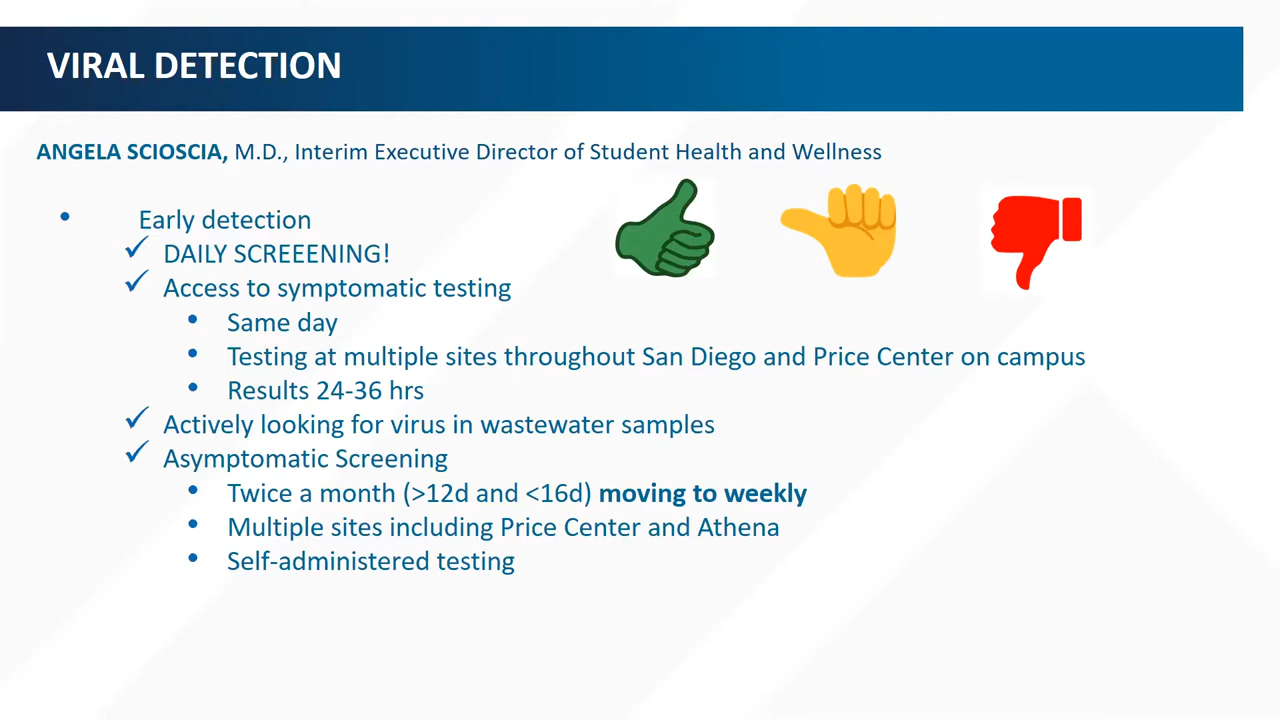 VIRAL DETECTION
ANGELA SCIOSCIA, M.D., Interim Executive Director of Student Health and Wellness
• Early detection
✓ DAILY SCREEENING!
✓ Access to symptomatic testing
• Same day
• Testing at multiple sites throughout San Diego and Price Center on campus
• Results 24-36 hrs
✓ Actively looking for virus in wastewater samples
✓ Asymptomatic Screening
• Twice a month (>12d and <16d) moving to weekly
• Multiple sites including Price Center and Athena
• Self-administered testing